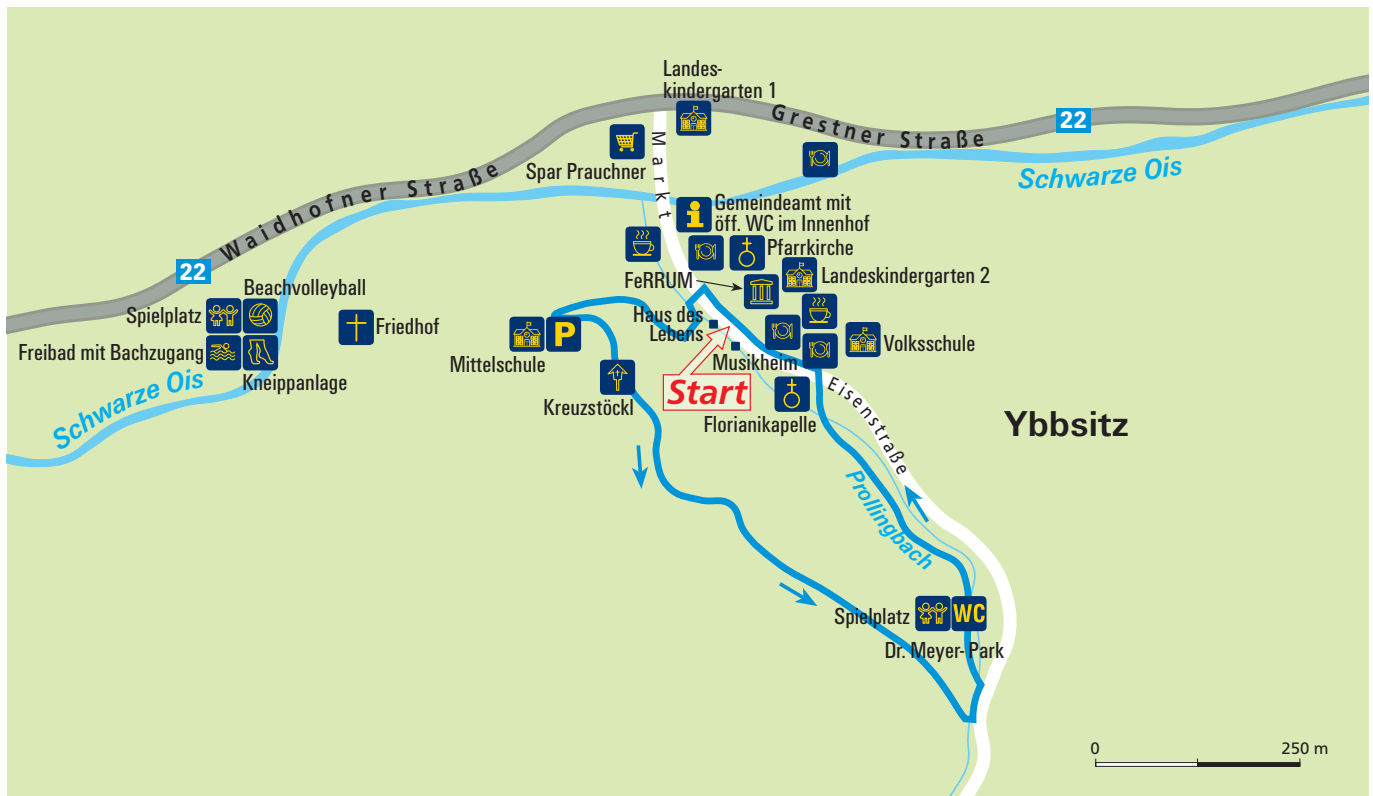 Landes-
kindergarten 1
Grestner Straße
22
Markt
Spar Prauchner
Schwarze Ois
Waidhofner Straße
Gemeindeamt mit
öff. WC im Innenhof
Pfarrkirche
22
FeRRUM
Landeskindergarten 2
Beachvolleyball
Spielplatz
Friedhof
Haus des
Lebens
P
Freibad mit Bachzugang
Mittelschule
Musikheim
Volksschule
Kneippanlage
Schwarze Ois
Start
Kreuzstöckl
Florianikapelle
Eisenstraße
Ybbsitz
Prollingbach
Spielplatz
WC
Dr. Meyer-Park
0
250 m